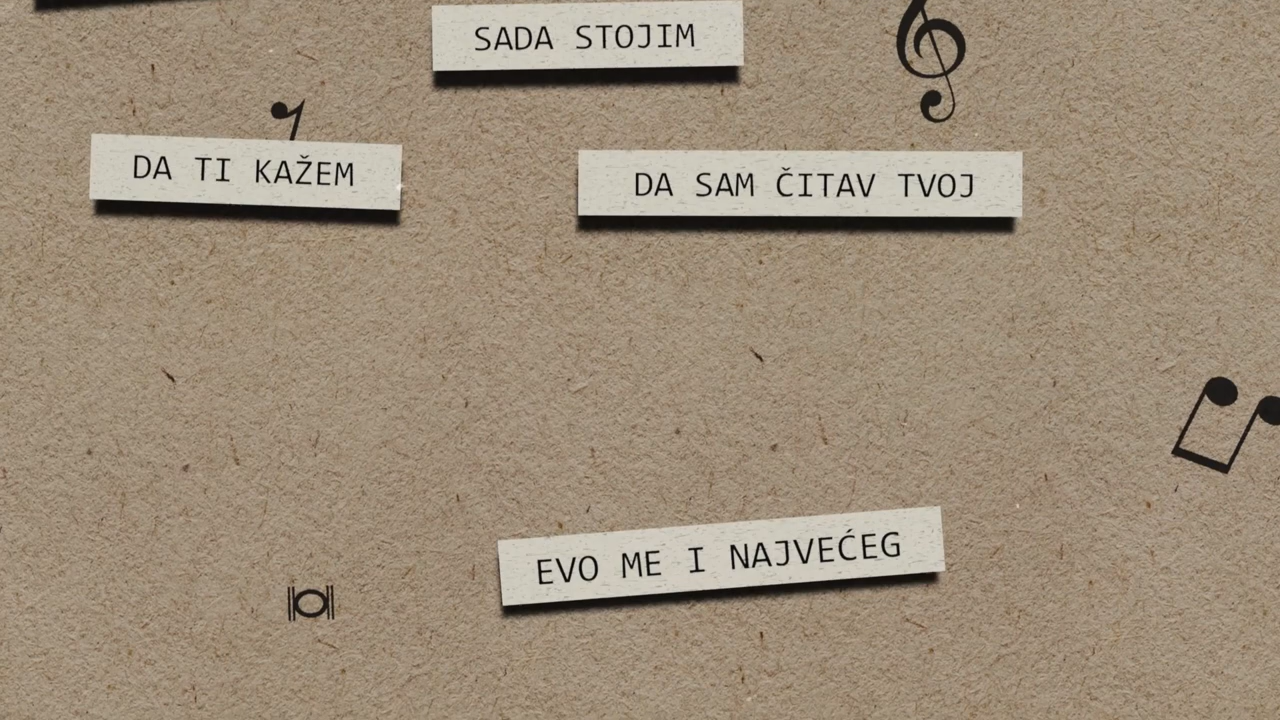 SADA STOJIM
DA TI KAŽEM
DA SAM ČITAV TVOJ
EVO ME I NAJVEĆEG